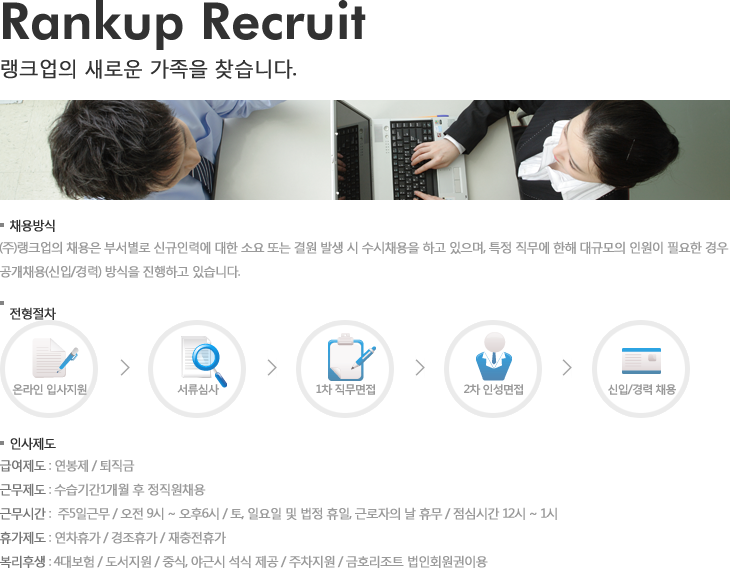 Rankup Recruit
랭크업의 새로운 가족을 찾습니다.
채용방식
(주)랭크업의 채용은 부서별로 신규인력에 대한 소요 또는 결원 발생 시 수시채용을 하고 있으며, 특정 직무에 한해 대규모의 인원이 필요한 경우
공개채용(신입/경력) 방식을 진행하고 있습니다.
전형절차
온라인 입사지원
서류심사
1차 직무면접
2차 인성면접
신입/경력 채용
인사제도
급여제도 : 연봉제 / 퇴직금
근무제도 : 수습기간1개월 후 정직원채용
근무시간 : 주5일근무 / 오전 9시 ~ 오후6시 / 토, 일요일 및 법정 휴일, 근로자의 날 휴무 / 점심시간 12시 ~ 1시
휴가제도 : 연차휴가 / 경조휴가 / 재충전휴가
복리후생 : 4대보험 / 도서지원 / 중식, 야근시 석식 제공 / 주차지원 / 금호리조트 법인회원권이용